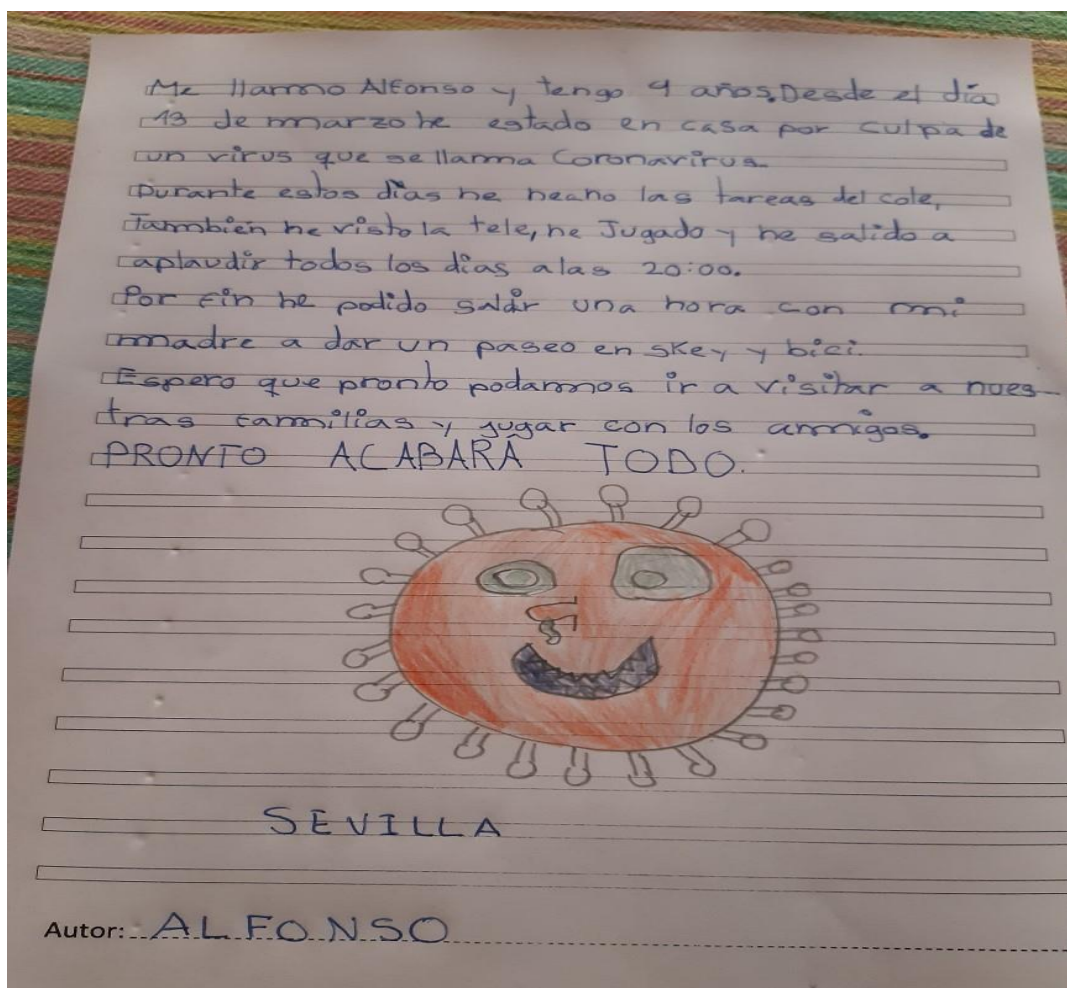 Me llammo Alfonso y tengo 9 años. Desde el día
13 de marzo he estado en casa por culpa de
un virus que se llama Coronavirus.
Durante estos días he hecho las tareas del cole,
También he visto la tele, he Jugado y he salido a
aplaudir todos los días a las 20:00.
Por fin he podido salir una hora con mi
madre a dar un paseo en skey y bici.
Espero que pronto podamos ir a visitar a nues-
tras familias y jugar con los amigos.
PRONTO ACABARÁ TODO.
SEVILLA
Autor: ALFONSO